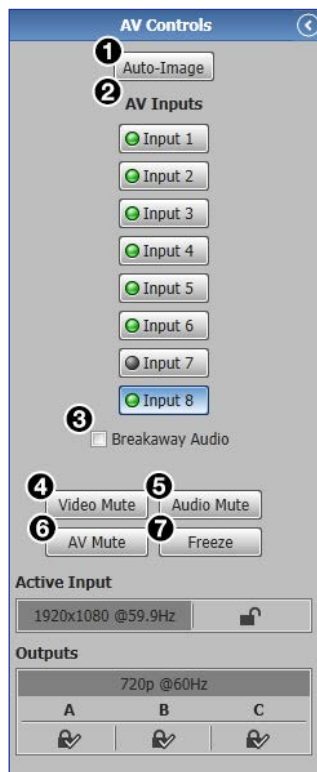 AV Controls
1
Auto-Image
2
AV Inputs
Input 1
Input 2
Input 3
Input 4
Input 5
Input 6
Input 7
Input 8
3
Breakaway Audio
4 5
Video Mute Audio Mute
6 7
AV Mute Freeze
Active Input
1920x1080 @59.9Hz
Outputs
720p @60Hz
A B C